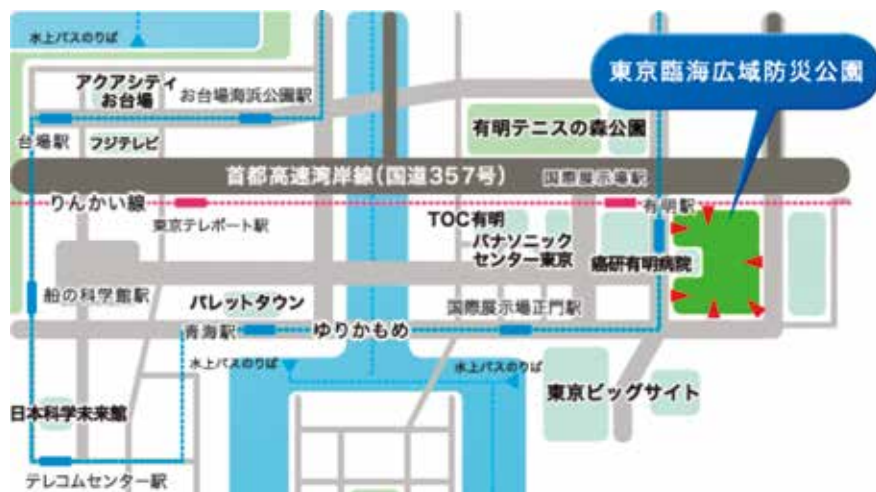 水上バスのりば
東京臨海広域防災公園
アクアシティ
お台場
お台場海浜公園駅
有明テニスの森公園
台場駅
フジテレビ
首都高速湾岸線(国道357号)
国際展示場駅
りんかい線
有明駅
東京テレポート駅
TOC有明
パナソニック
センター東京
癌研有明病院
船の科学館駅
パレットタウン
国際展示場正門駅
青海駅
ゆりかもめ
水上バスのりば
水上バスのりば
東京ビッグサイト
日本科学未来館
テレコムセンター駅